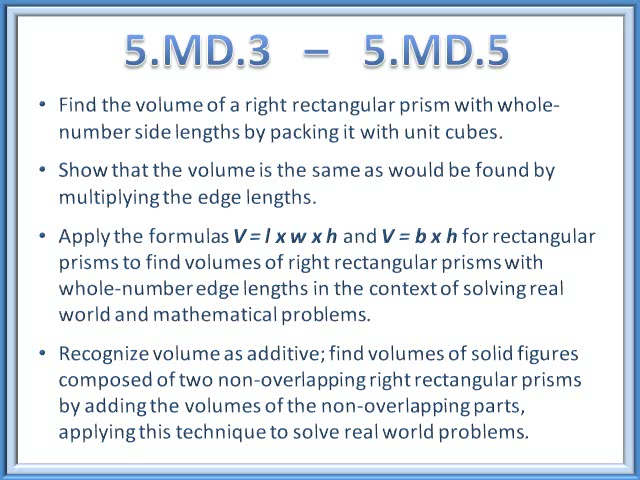 5.MD.3 – 5.MD.5
• Find the volume of a right rectangular prism with whole-
number side lengths by packing it with unit cubes.
• Show that the volume is the same as would be found by
multiplying the edge lengths.
• Apply the formulas V = l x w x h and V = b x h for rectangular
prisms to find volumes of right rectangular prisms with
whole-number edge lengths in the context of solving real
world and mathematical problems.
• Recognize volume as additive; find volumes of solid figures
composed of two non-overlapping right rectangular prisms
by adding the volumes of the non-overlapping parts,
applying this technique to solve real world problems.